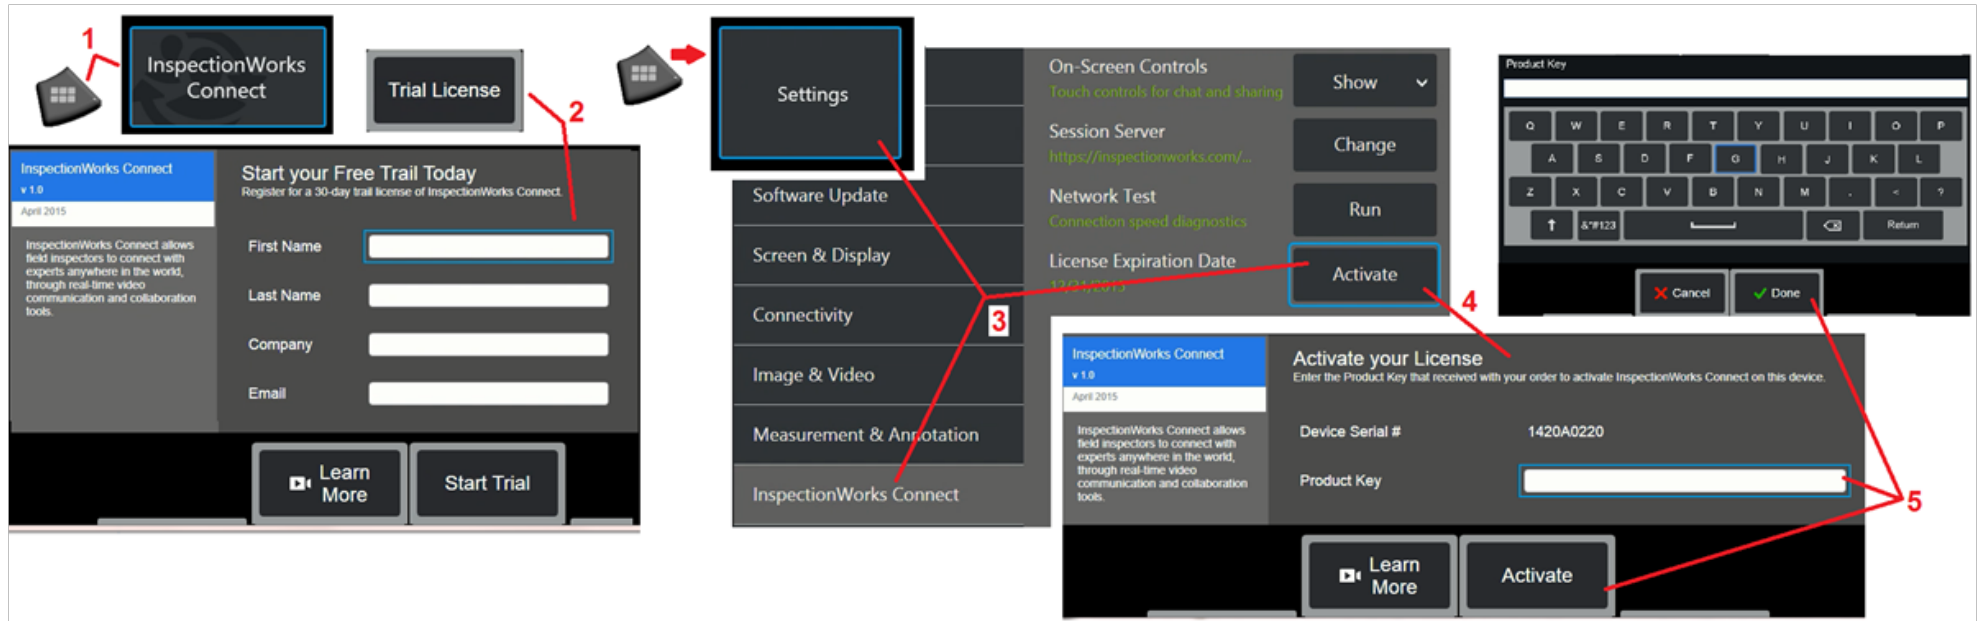 1
InspectionWorks
Connect
Trial License
2
InspectionWorks Connect
v 1.0
April 2015
InspectionWorks Connect allows
field inspectors to connect with
experts anywhere in the world,
through real-time video
communication and collaboration
tools.
Start your Free Trail Today
Register for a 30-day trail license of InspectionWorks Connect.
First Name
Last Name
Company
Email
Learn
More
Start Trial
Settings
Software Update
Screen & Display
Connectivity
Image & Video
Measurement & Annotation
InspectionWorks Connect
3
On-Screen Controls
Touch controls for chat and sharing
Show
Session Server
https://inspectionworks.com/...
Change
Network Test
Connection speed diagnostics
Run
License Expiration Date
12/31/2015
Activate
4
Product Key
Q W E R T Y U I O P
A S D F G H J K L
Z X C V B N M . < ?
&*#123
Return
Cancel
Done
InspectionWorks Connect
v 1.0
April 2015
InspectionWorks Connect allows
field inspectors to connect with
experts anywhere in the world,
through real-time video
communication and collaboration
tools.
Activate your License
Enter the Product Key that received with your order to activate InspectionWorks Connect on this device.
Device Serial #
1420A0220
Product Key
5
Learn
More
Activate